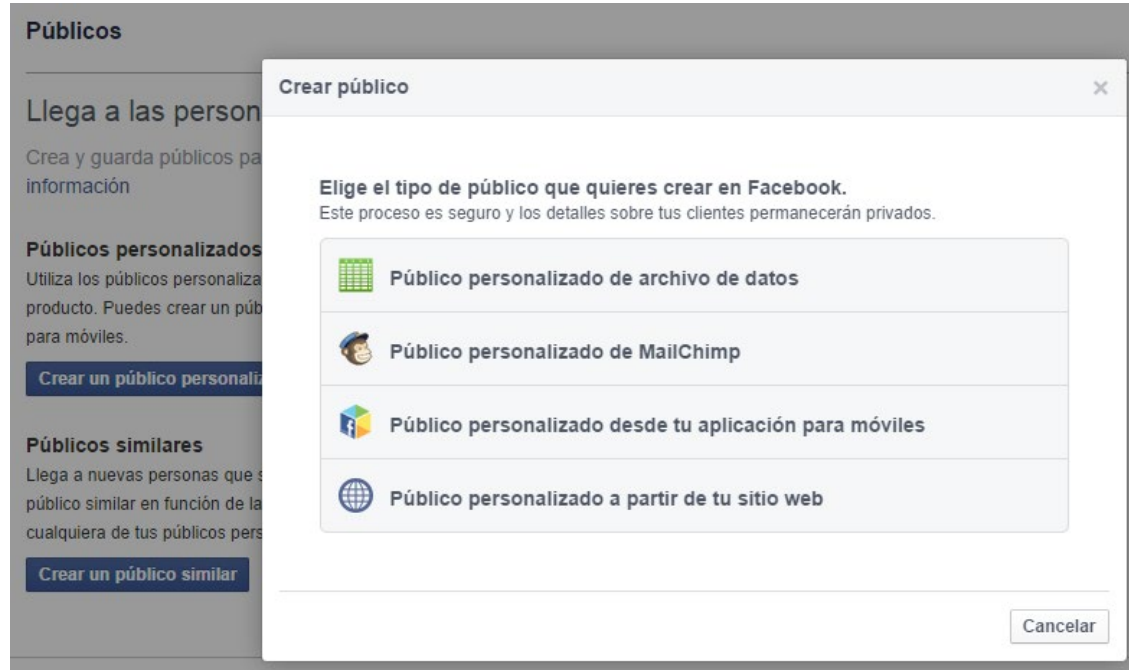 Públicos
Llega a las person
Crea y guarda públicos pa
información
Públicos personalizados
Utiliza los públicos personaliza
producto. Puedes crear un púb
para móviles.
Crear un público personaliz
Públicos similares
Llega a nuevas personas que s
público similar en función de la
cualquiera de tus públicos pers
Crear un público similar
Crear público
×
Elige el tipo de público que quieres crear en Facebook.
Este proceso es seguro y los detalles sobre tus clientes permanecerán privados.
Público personalizado de archivo de datos
Público personalizado de MailChimp
Público personalizado desde tu aplicación para móviles
Público personalizado a partir de tu sitio web
Cancelar